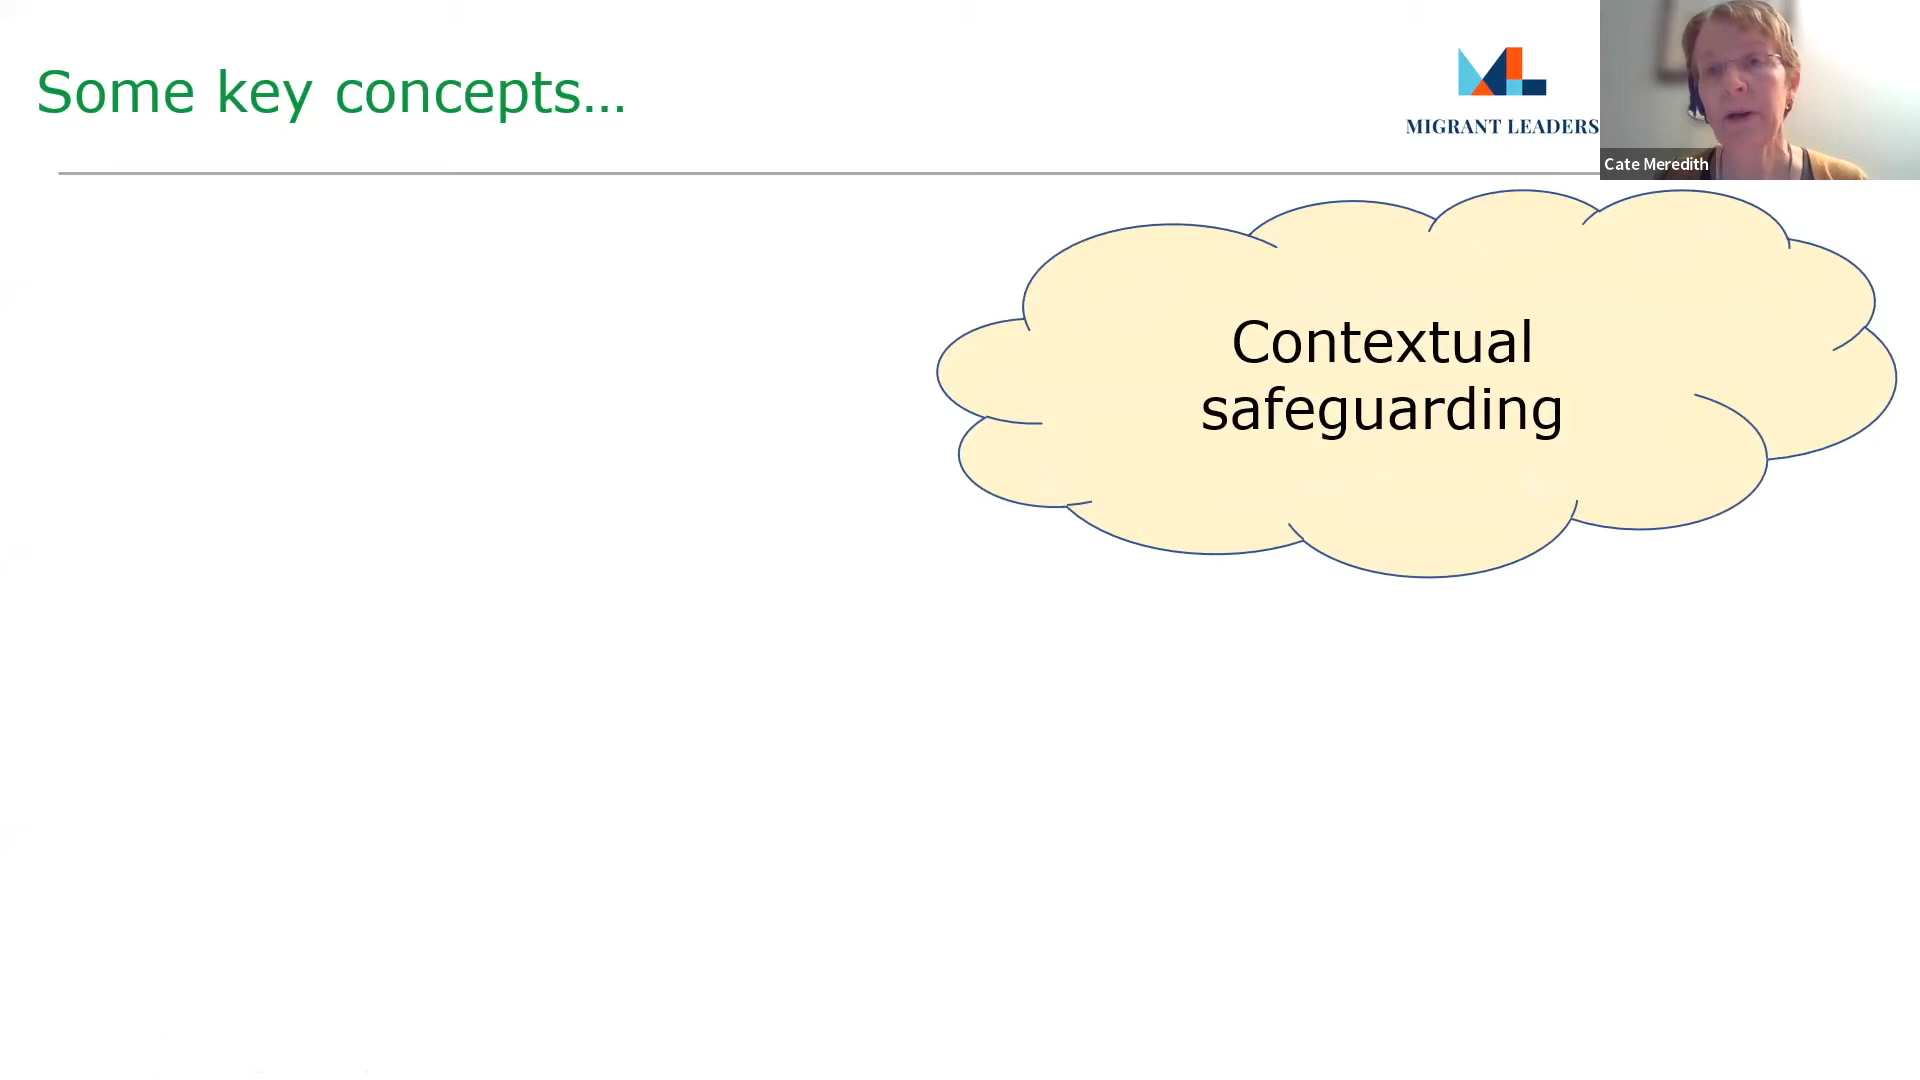 Some key concepts…
MIGRANT LEADERS
Cate Meredith
Contextual
safeguarding